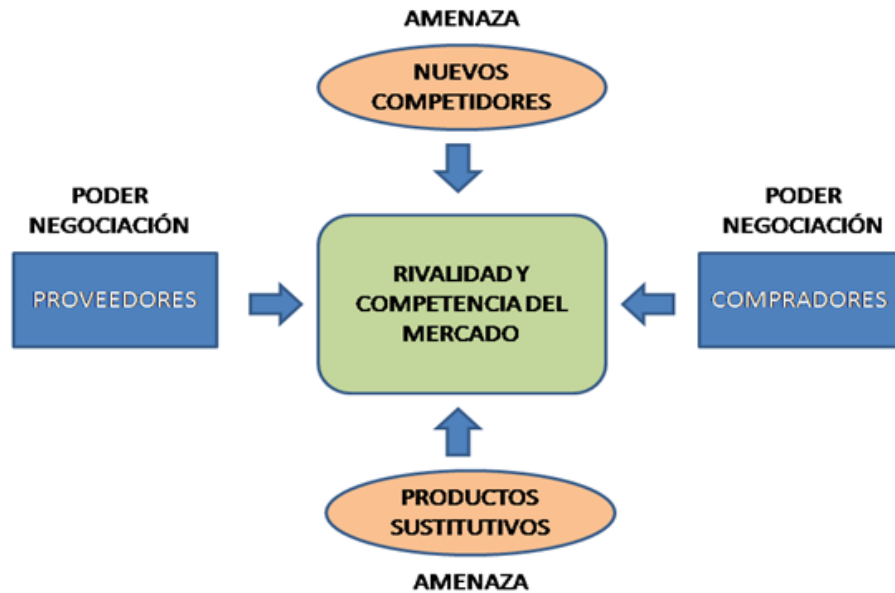 AMENAZA
NUEVOS
COMPETIDORES
PODER
NEGOCIACIÓN
PROVEEDORES
RIVALIDAD Y
COMPETENCIA DEL
MERCADO
PODER
NEGOCIACIÓN
COMPRADORES
PRODUCTOS
SUSTITUTIVOS
AMENAZA